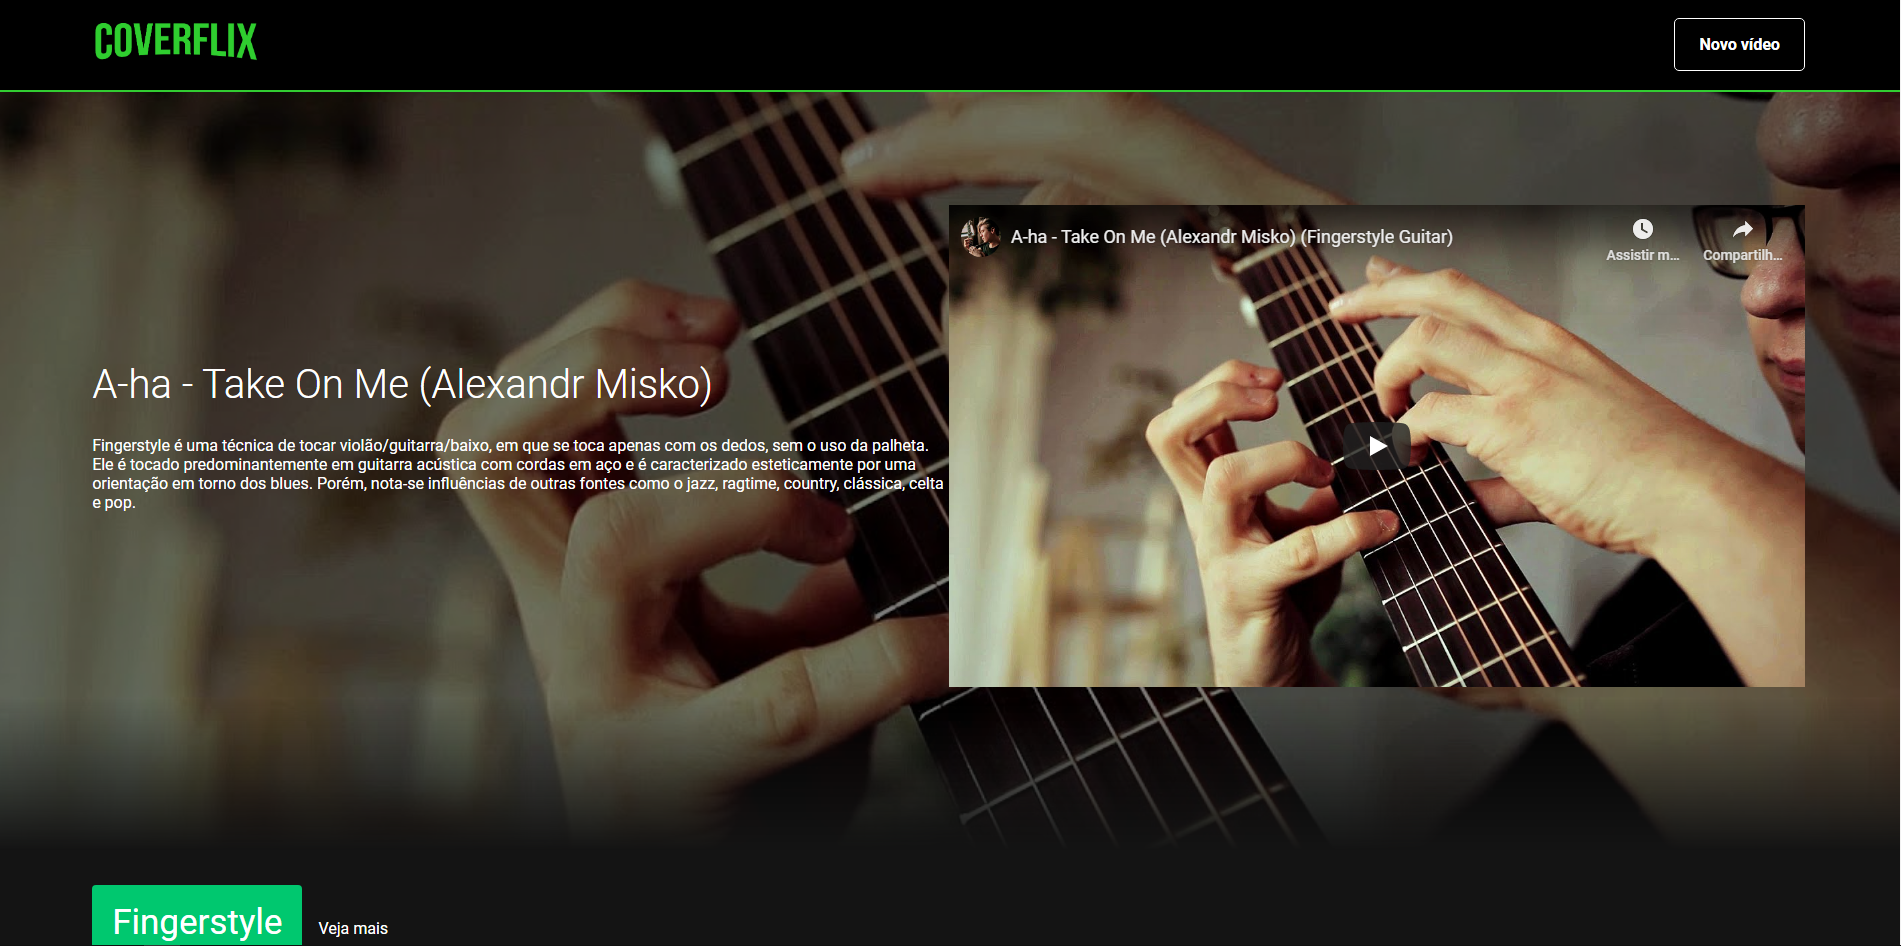 COVERFLIX
Novo vídeo
A-ha - Take On Me (Alexandr Misko) (Fingerstyle Guitar)
Assistir m...
Compartilh...
A-ha - Take On Me (Alexandr Misko)
Fingerstyle é uma técnica de tocar violão/guitarra/baixo, em que se toca apenas com os dedos, sem o uso da palheta.
Ele é tocado predominantemente em guitarra acústica com cordas em aço e é caracterizado esteticamente por uma
orientação em torno dos blues. Porém, nota-se influências de outras fontes como o jazz, ragtime, country, clássica, celta
e pop.
Fingerstyle
Veja mais